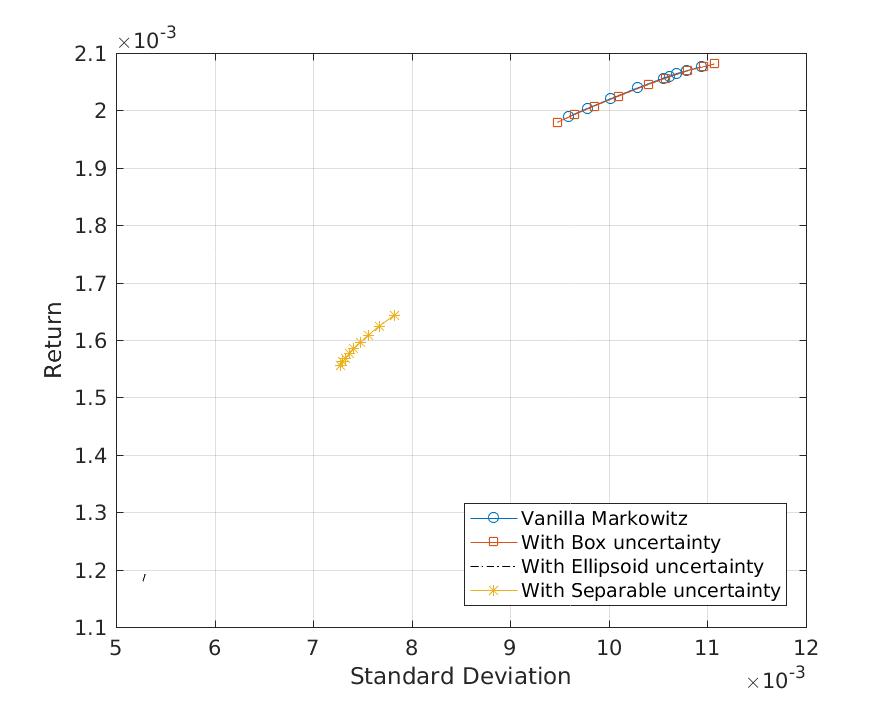 ×10-3
2.1
2
1.9
1.8
1.7
1.6
1.5
1.4
1.3
1.2
1.1
Return
Vanilla Markowitz
With Box uncertainty
With Ellipsoid uncertainty
With Separable uncertainty
5 6 7 8 9 10 11 12
Standard Deviation
×10-3